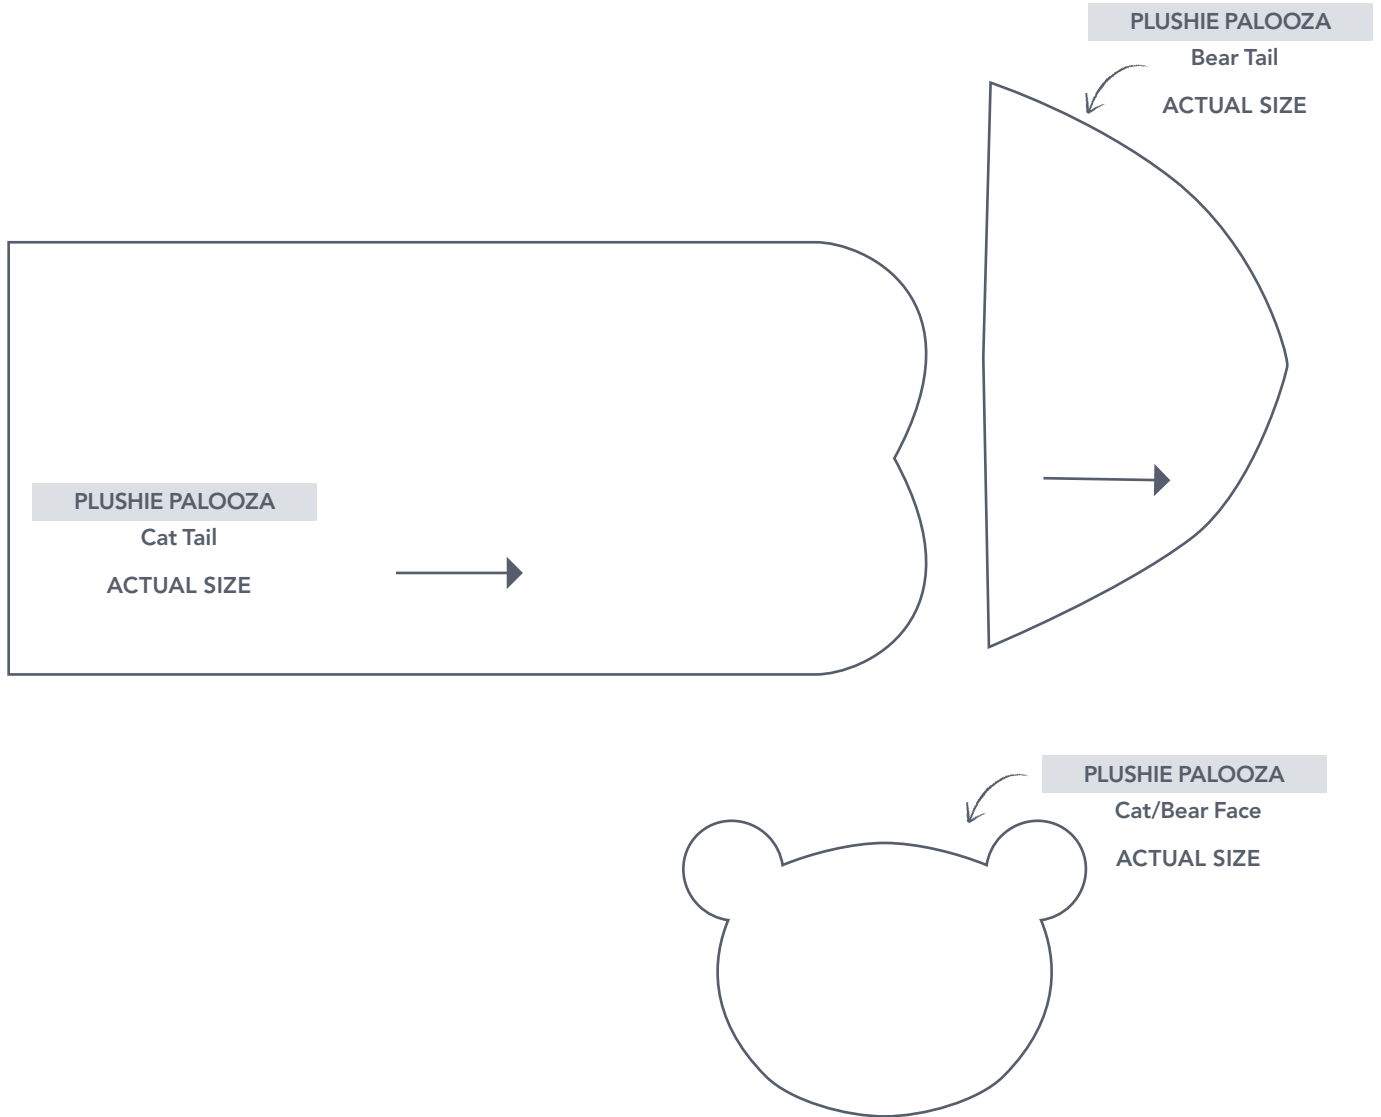 PLUSHIE PALOOZA
Bear Tail
ACTUAL SIZE
PLUSHIE PALOOZA
Cat Tail
ACTUAL SIZE
PLUSHIE PALOOZA
Cat/Bear Face
ACTUAL SIZE